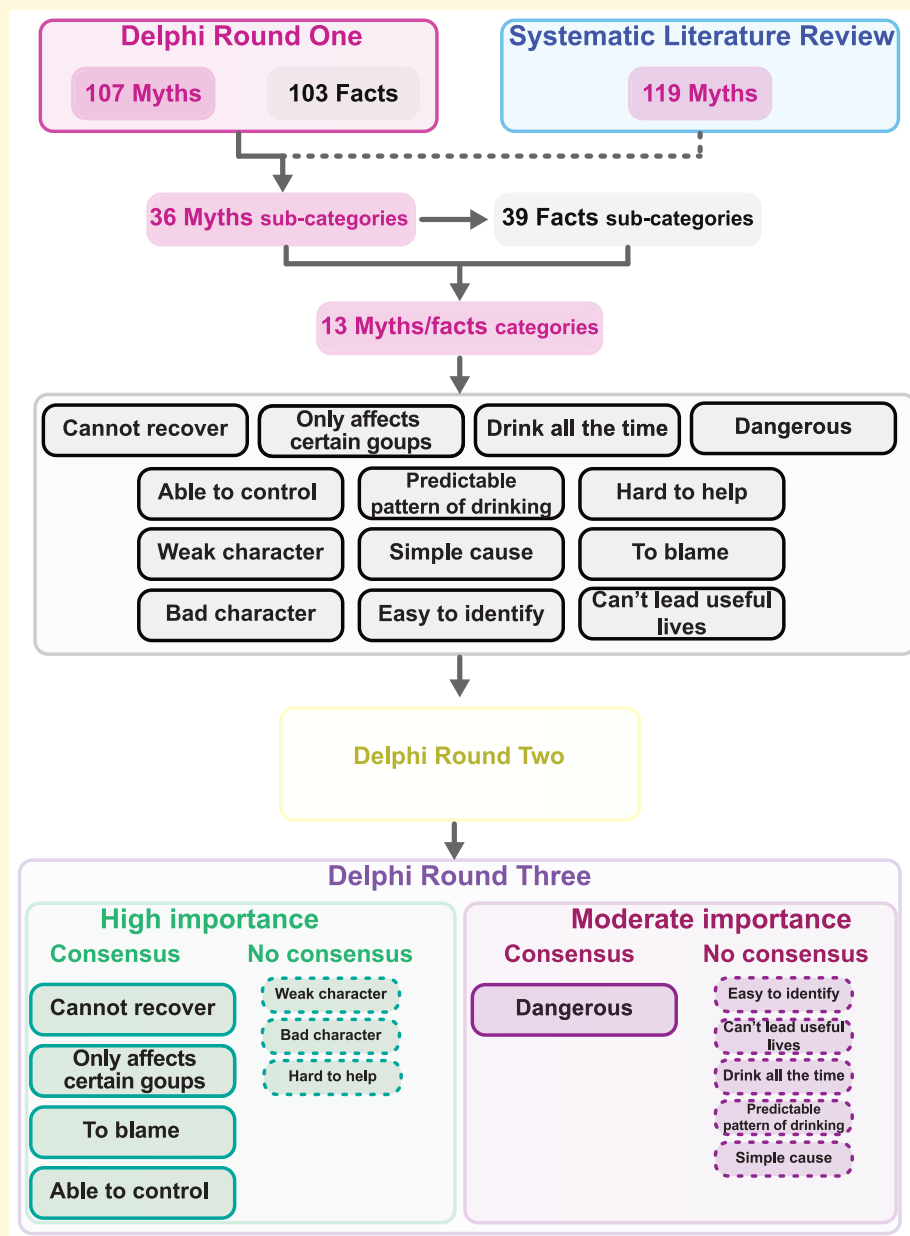 Delphi Round One
107 Myths
103 Facts
Systematic Literature Review
119 Myths
36 Myths sub-categories
39 Facts sub-categories
13 Myths/facts categories
Cannot recover
Only affects
certain goups
Drink all the time
Dangerous
Able to control
Predictable
pattern of drinking
Hard to help
Weak character
Simple cause
To blame
Bad character
Easy to identify
Can't lead useful
lives
Delphi Round Two
Delphi Round Three
High importance
Consensus
No consensus
Cannot recover
Only affects
certain goups
To blame
Able to control
Weak character
Bad character
Hard to help
Moderate importance
Consensus
No consensus
Dangerous
Easy to identify
Can't lead useful
lives
Drink all the time
Predictable
pattern of drinking
Simple cause